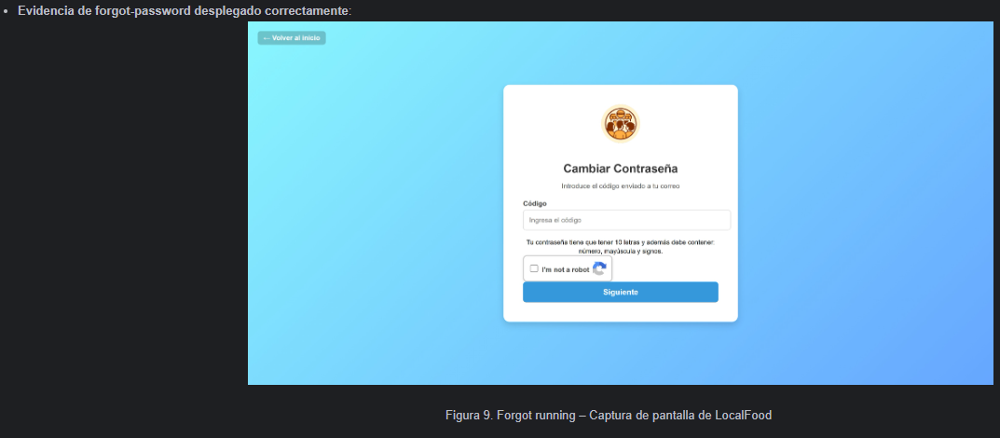 Evidencia de forgot-password desplegado correctamente:
← Volver al inicio
Cambiar Contraseña
Introduce el código enviado a tu correo
Código
Ingresa el código
Tu contraseña tiene que tener 10 letras y además debe contener:
número, mayúscula y signos.
I'm not a robot
Siguiente
Figura 9. Forgot running – Captura de pantalla de LocalFood